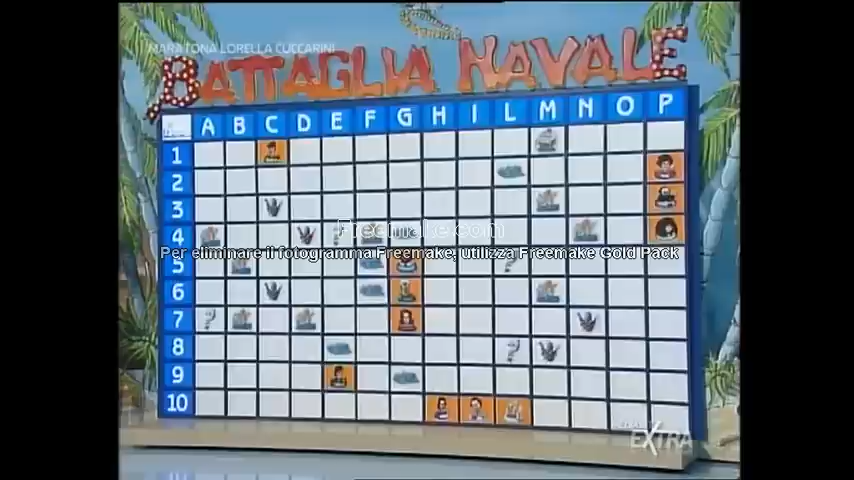 MARATONA LORELLA CUCCARINI
BATTAGLIA NAVALE
A B C D E F G H I L M N O P
1
2
3
4
Freemake.com
Per eliminare il fotogramma Freemake, utilizza Freemake Gold Pack
5
6
7
8
9
10
EXTRA